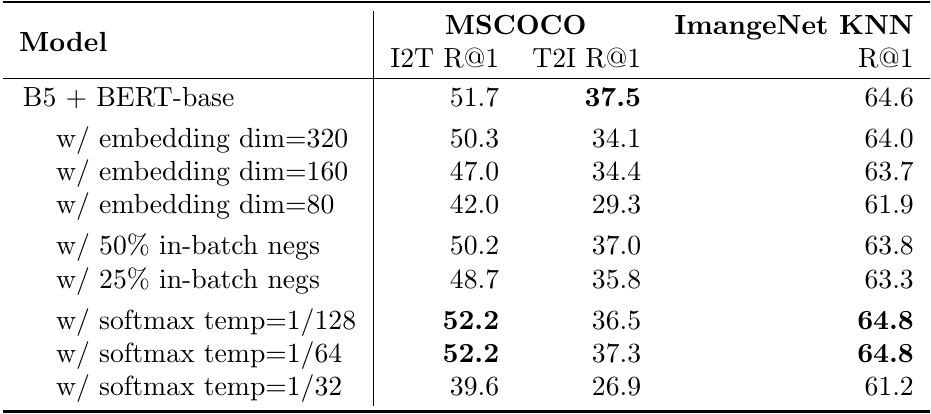 Model MSCOCO ImangeNet KNN
I2T R@1 T2I R@1 R@1
B5 + BERT-base 51.7 37.5 64.6
w/ embedding dim=320 50.3 34.1 64.0
w/ embedding dim=160 47.0 34.4 63.7
w/ embedding dim=80 42.0 29.3 61.9
w/ 50% in-batch negs 50.2 37.0 63.8
w/ 25% in-batch negs 48.7 35.8 63.3
w/ softmax temp=1/128 52.2 36.5 64.8
w/ softmax temp=1/64 52.2 37.3 64.8
w/ softmax temp=1/32 39.6 26.9 61.2